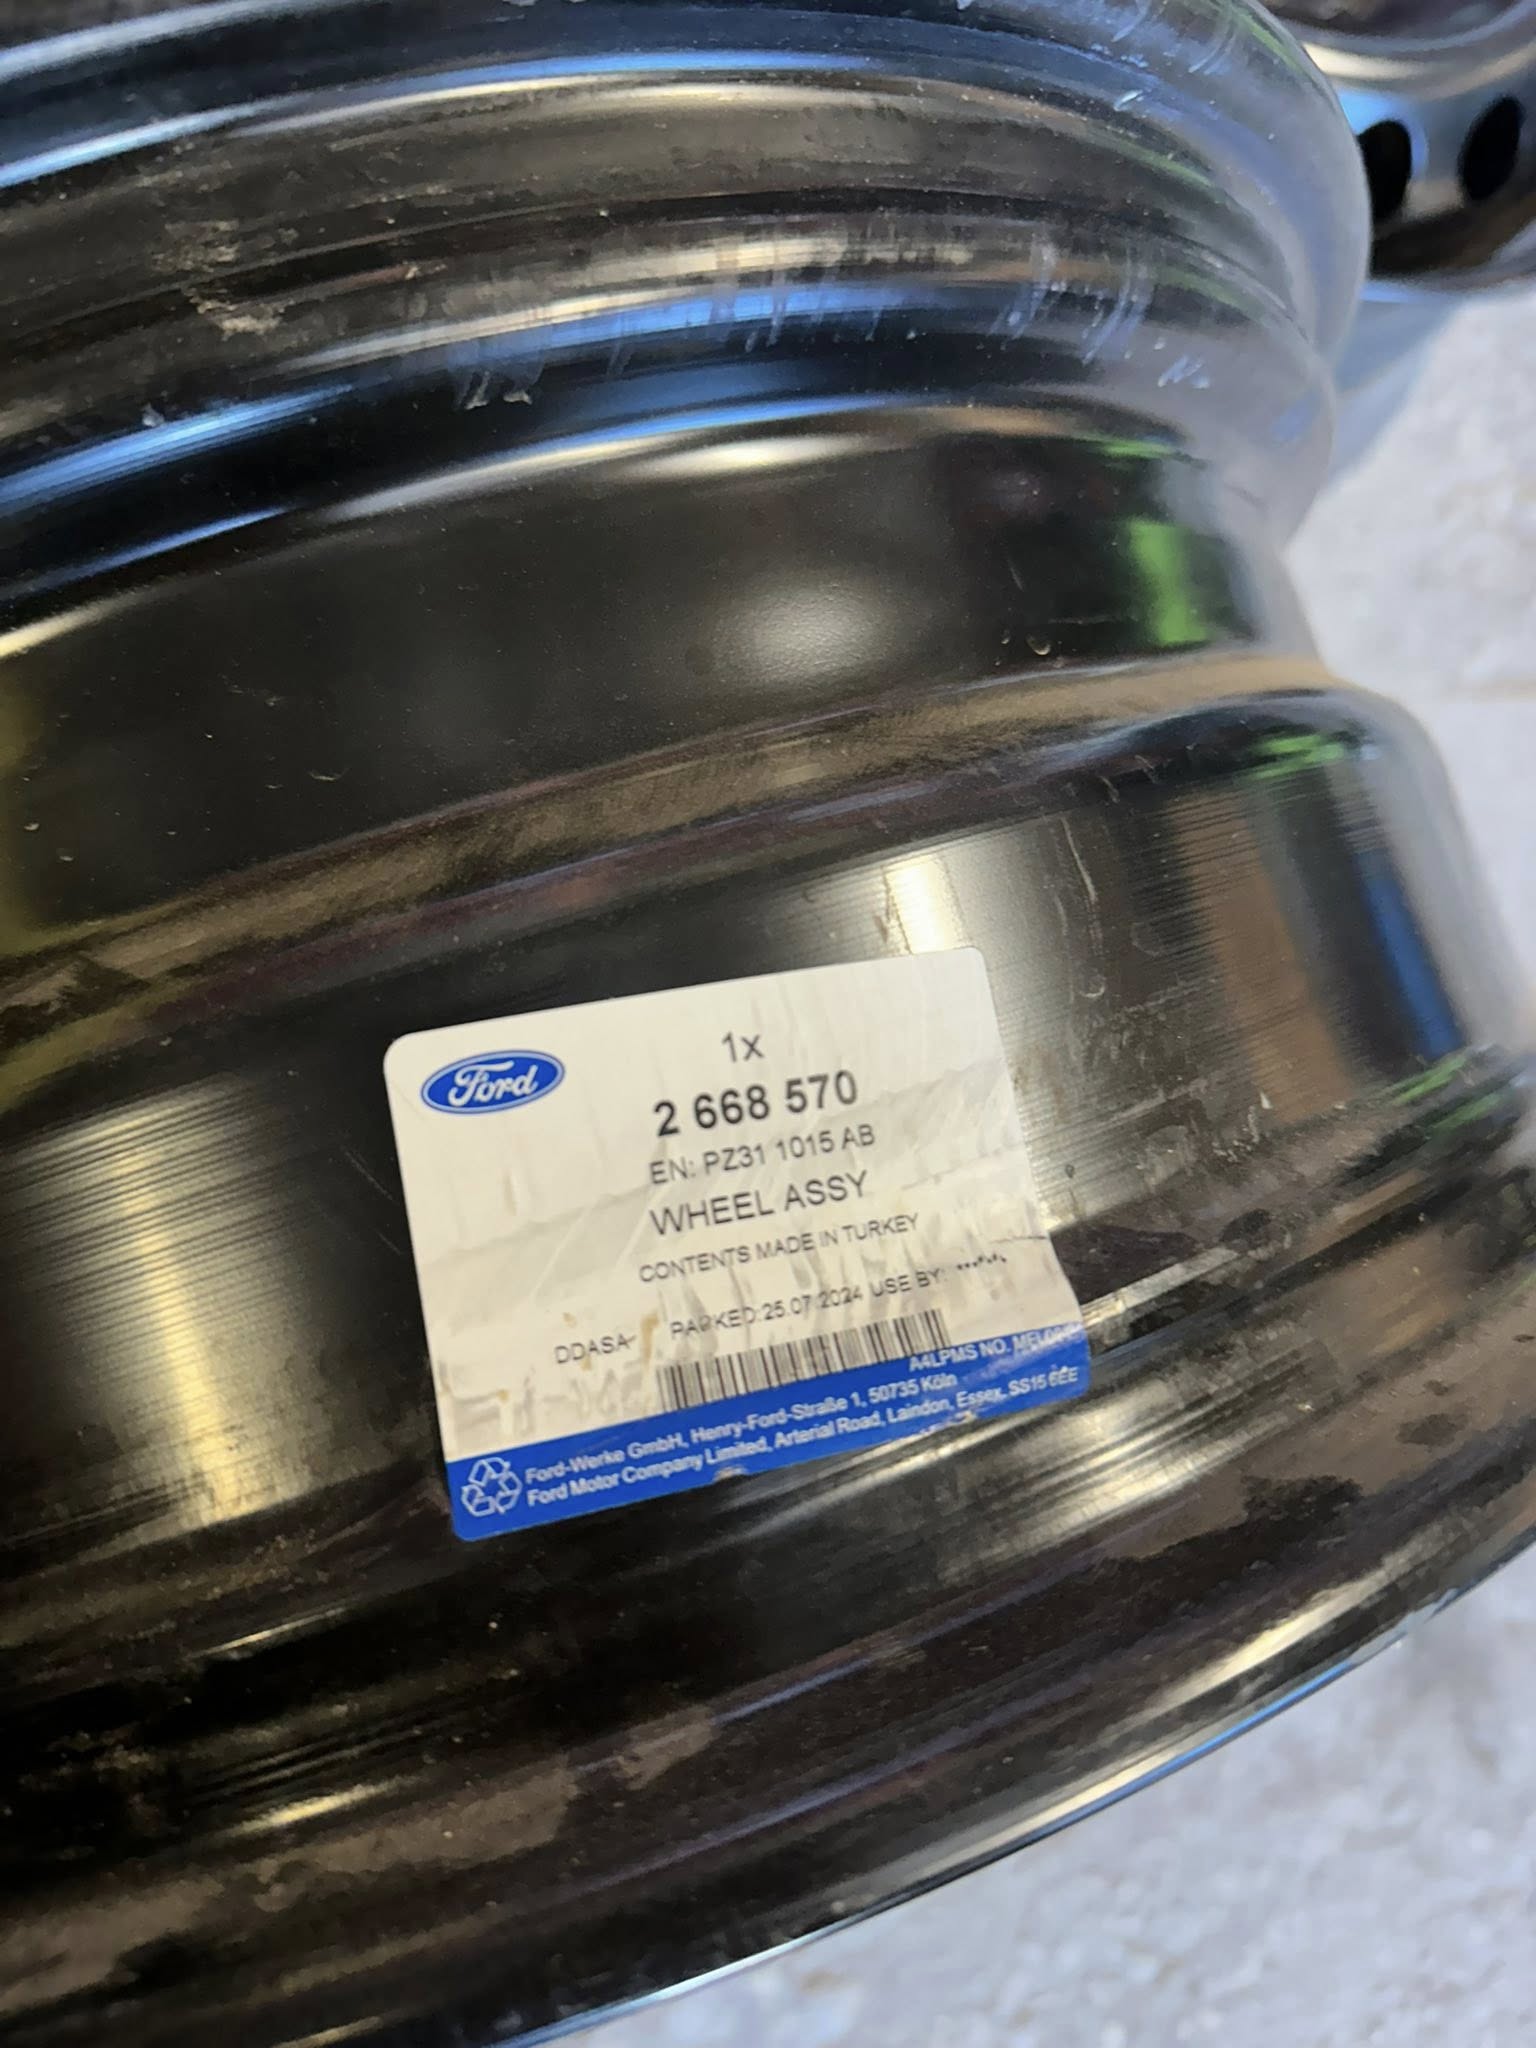 Ford
1x
2 668 570
EN: PZ31 1015 AB
WHEEL ASSY
CONTENTS MADE IN TURKEY
DDASA PACKED:25.07.2024 USE BY: **.**.**
A4LPMS NO.
Ford-Werke GmbH, Henry-Ford-Straße 1, 50735 Köln
Ford Motor Company Limited, Arterial Road, Laindon, Essex, SS15 6EE